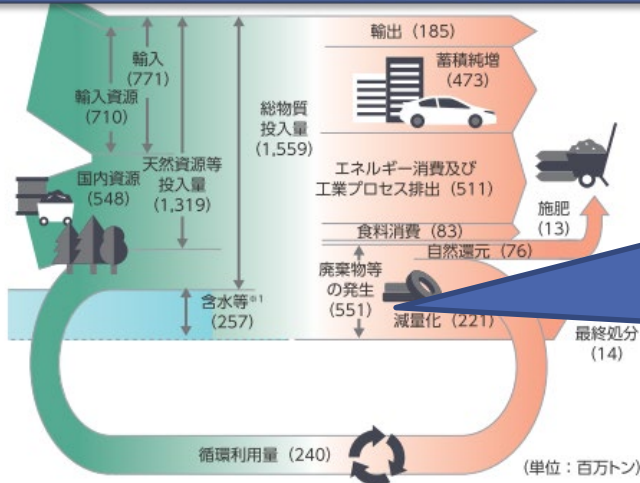 輸入
(771)
輸入資源
(710)
国内資源
(548)
天然資源等
投入量
(1,319)
総物質
投入量
(1,559)
含水等※1
(257)
輸出 (185)
蓄積純増
(473)
エネルギー消費及び
工業プロセス排出 (511)
食料消費 (83)
自然還元 (76)
施肥
(13)
廃棄物等
の発生
(551)
減量化 (221)
最終処分
(14)
循環利用量 (240)
(単位：百万トン)